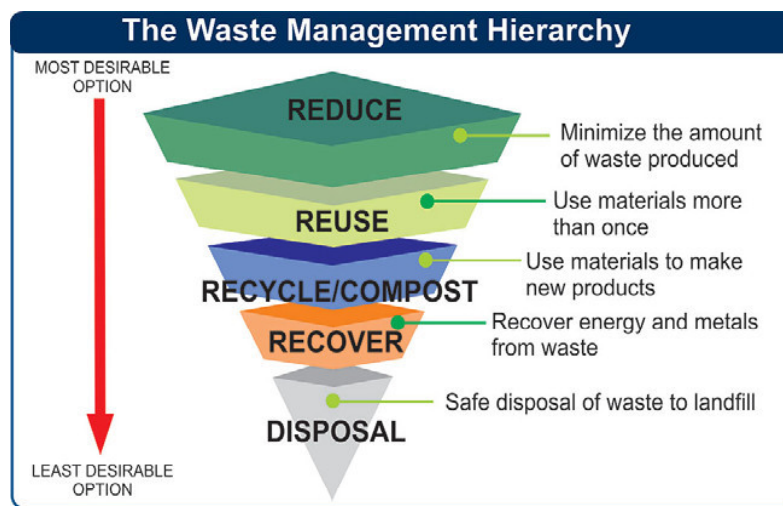 The Waste Management Hierarchy
MOST DESIRABLE
OPTION
REDUCE
Minimize the amount
of waste produced
REUSE
Use materials more
than once
RECYCLE/COMPOST
Use materials to make
new products
RECOVER
Recover energy and metals
from waste
DISPOSAL
Safe disposal of waste to landfill
LEAST DESIRABLE
OPTION